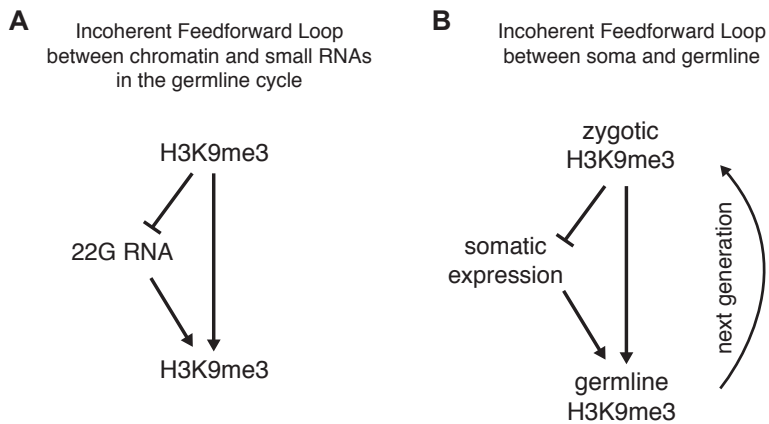 A
Incoherent Feedforward Loop
between chromatin and small RNAs
in the germline cycle
H3K9me3
22G RNA
H3K9me3
B
Incoherent Feedforward Loop
between soma and germline
zygotic
H3K9me3
somatic
expression
next generation
germline
H3K9me3